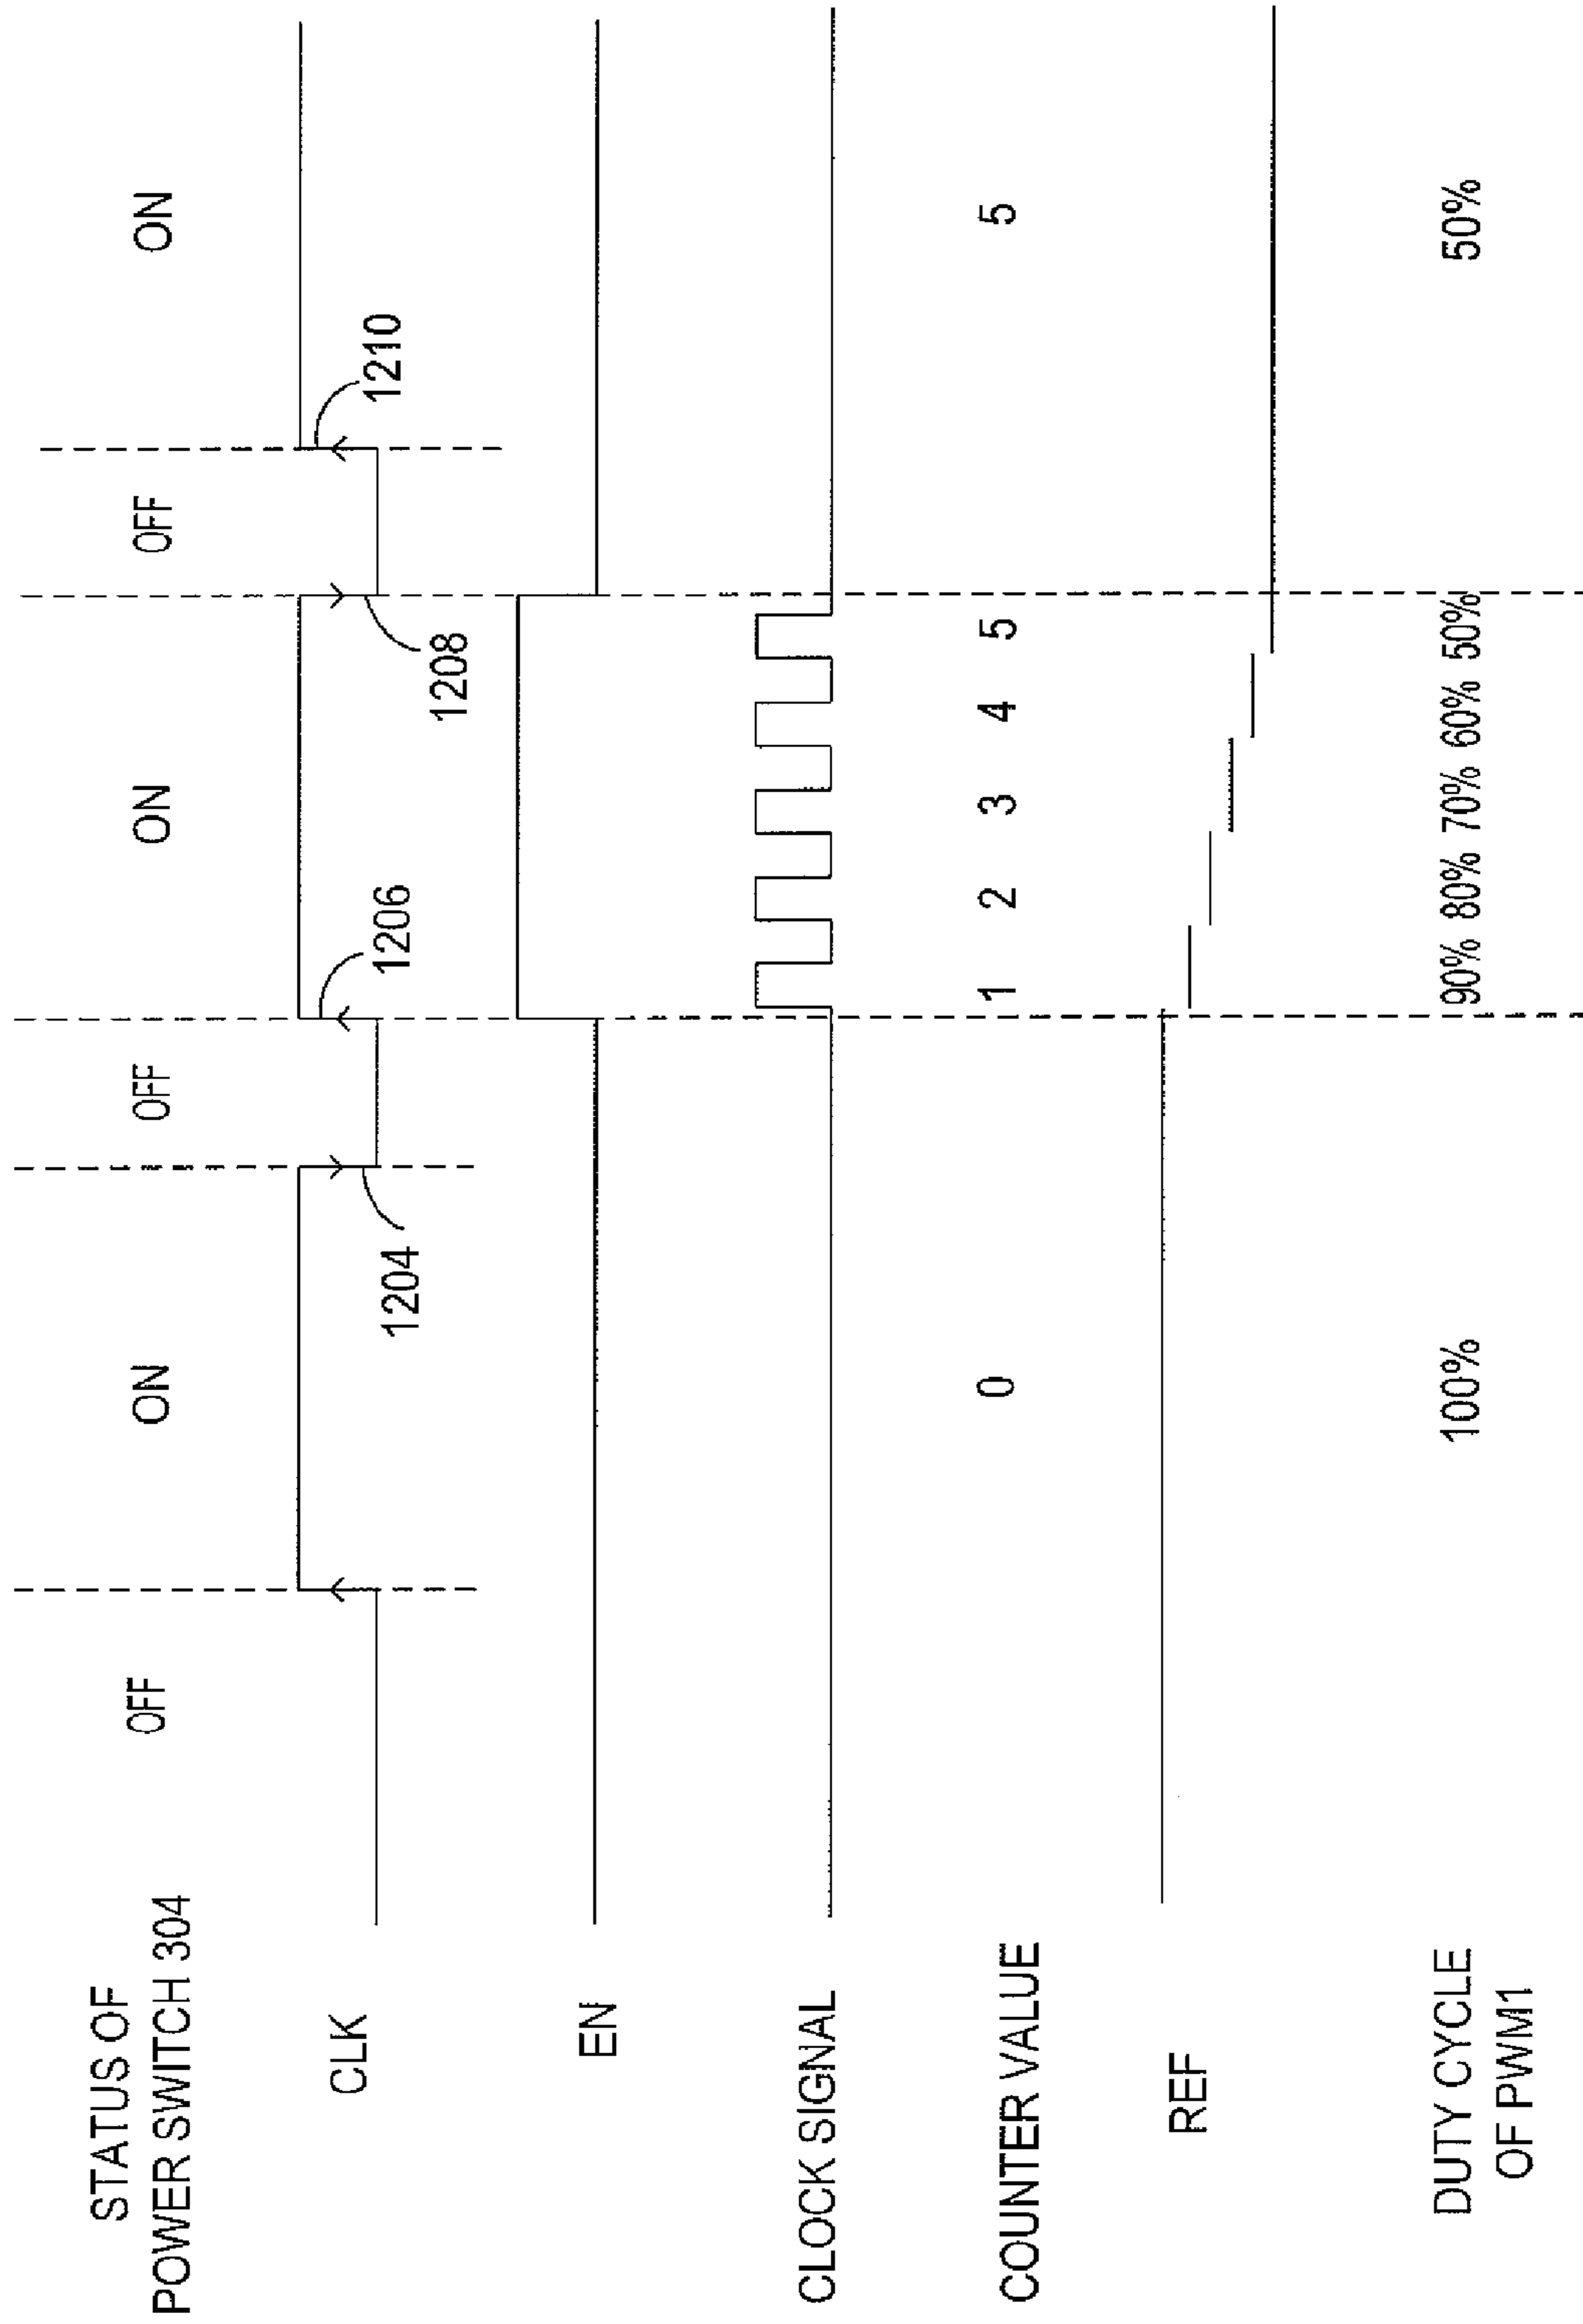 STATUS OF
POWER SWITCH 304
OFF
ON
OFF
ON
OFF
ON
CLK
1204
1206
1208
1210
EN
CLOCK SIGNAL
COUNTER VALUE
0
1
2
3
4
5
5
REF
DUTY CYCLE
OF PWM1
100%
90% 80% 70% 60% 50%
50%